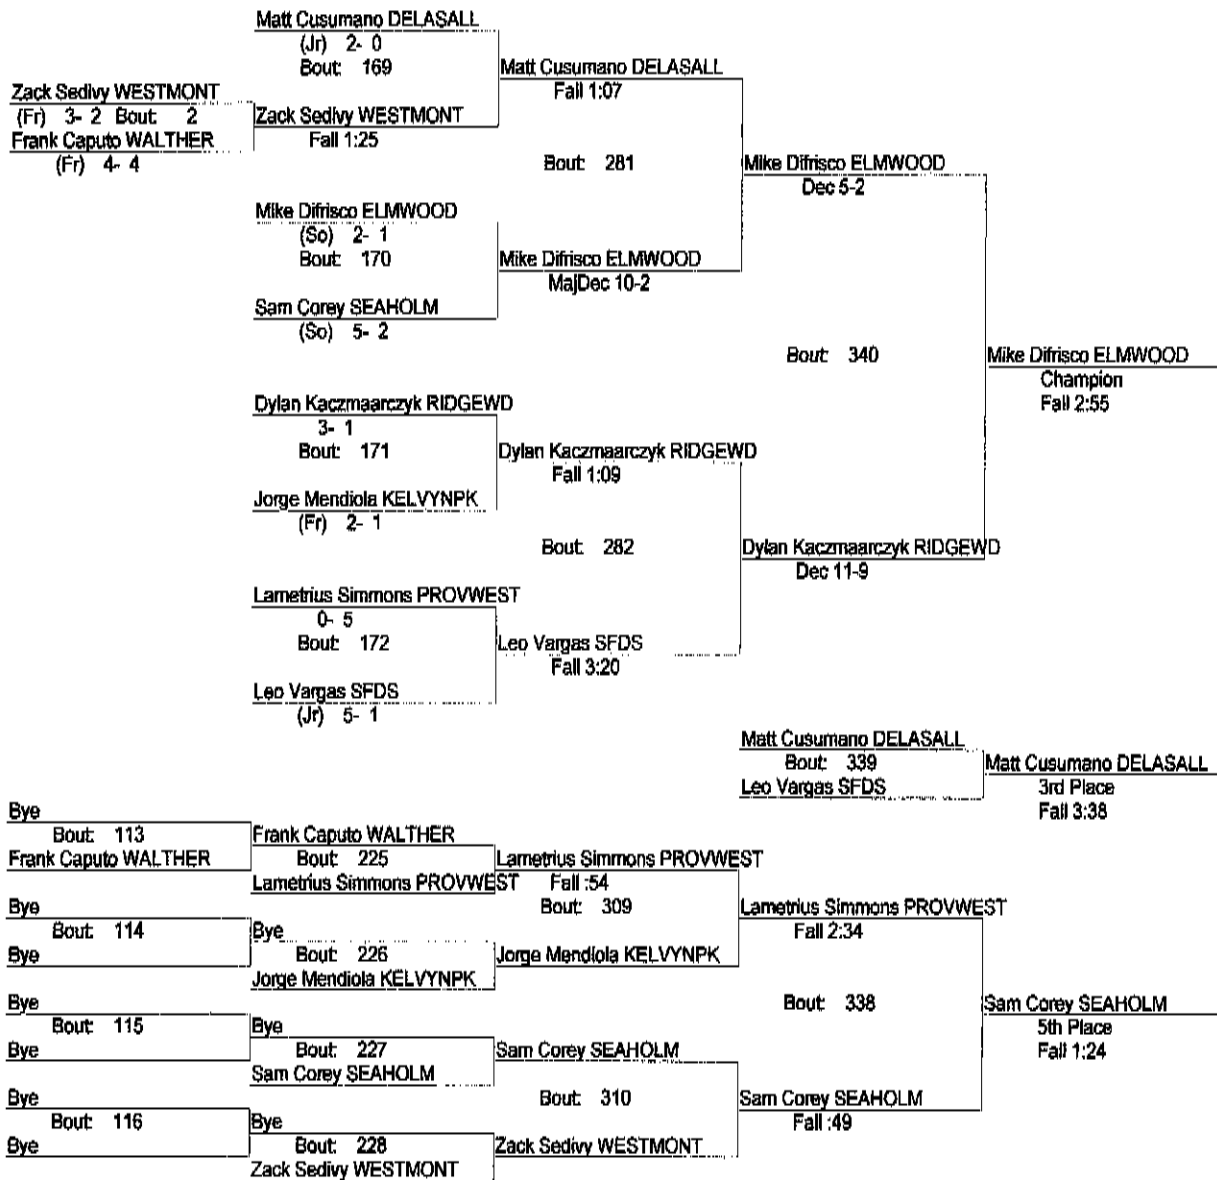 Matt Cusumano DELASALL
(Jr) 2- 0
Bout: 169
Matt Cusumano DELASALL
Fall 1:07
Zack Sedivy WESTMONT
(Fr) 3- 2 Bout: 2
Zack Sedivy WESTMONT
Fall 1:25
Frank Caputo WALTHER
(Fr) 4- 4
Bout: 281
Mike Difrisco ELMWOOD
Dec 5-2
Mike Difrisco ELMWOOD
(So) 2- 1
Bout: 170
Mike Difrisco ELMWOOD
MajDec 10-2
Sam Corey SEAHOLM
(So) 5- 2
Bout: 340
Mike Difrisco ELMWOOD
Champion
Fall 2:55
Dylan Kaczmaarczyk RIDGEWD
3- 1
Bout: 171
Dylan Kaczmaarczyk RIDGEWD
Fall 1:09
Jorge Mendiola KELVYNPK
(Fr) 2- 1
Bout: 282
Dylan Kaczmaarczyk RIDGEWD
Dec 11-9
Lametrius Simmons PROVWEST
0- 5
Bout: 172
Leo Vargas SFDS
Fall 3:20
Leo Vargas SFDS
(Jr) 5- 1
Matt Cusumano DELASALL
Bout: 339
Leo Vargas SFDS
Matt Cusumano DELASALL
3rd Place
Fall 3:38
Bye
Bout: 113
Frank Caputo WALTHER
Frank Caputo WALTHER
Bout: 225
Lametrius Simmons PROVWEST
Lametrius Simmons PROVWEST
Fall :54
Bout: 309
Lametrius Simmons PROVWEST
Fall 2:34
Bye
Bout: 114
Bye
Bye
Bout: 226
Jorge Mendiola KELVYNPK
Jorge Mendiola KELVYNPK
Bout: 338
Sam Corey SEAHOLM
5th Place
Fall 1:24
Bye
Bout: 115
Bye
Bye
Bout: 227
Sam Corey SEAHOLM
Sam Corey SEAHOLM
Bout: 310
Sam Corey SEAHOLM
Fall :49
Bye
Bout: 116
Bye
Bye
Bout: 228
Zack Sedivy WESTMONT
Zack Sedivy WESTMONT